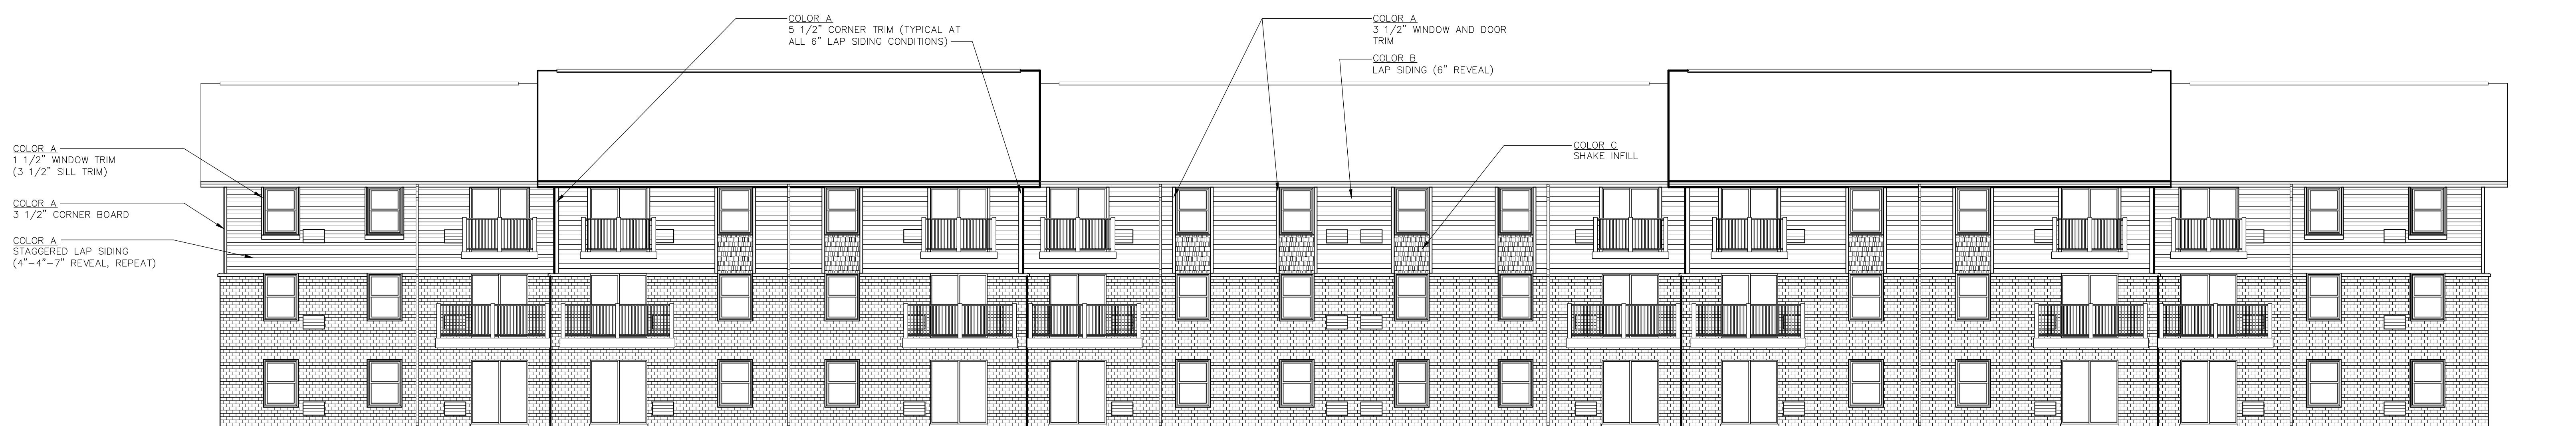 COLOR A
5 1/2" CORNER TRIM (TYPICAL AT
ALL 6" LAP SIDING CONDITIONS)
COLOR A
3 1/2" WINDOW AND DOOR
TRIM
COLOR B
LAP SIDING (6" REVEAL)
COLOR C
SHAKE INFILL
COLOR A
1 1/2" WINDOW TRIM
(3 1/2" SILL TRIM)
COLOR A
3 1/2" CORNER BOARD
COLOR A
STAGGERED LAP SIDING
(4"-4"-7" REVEAL, REPEAT)